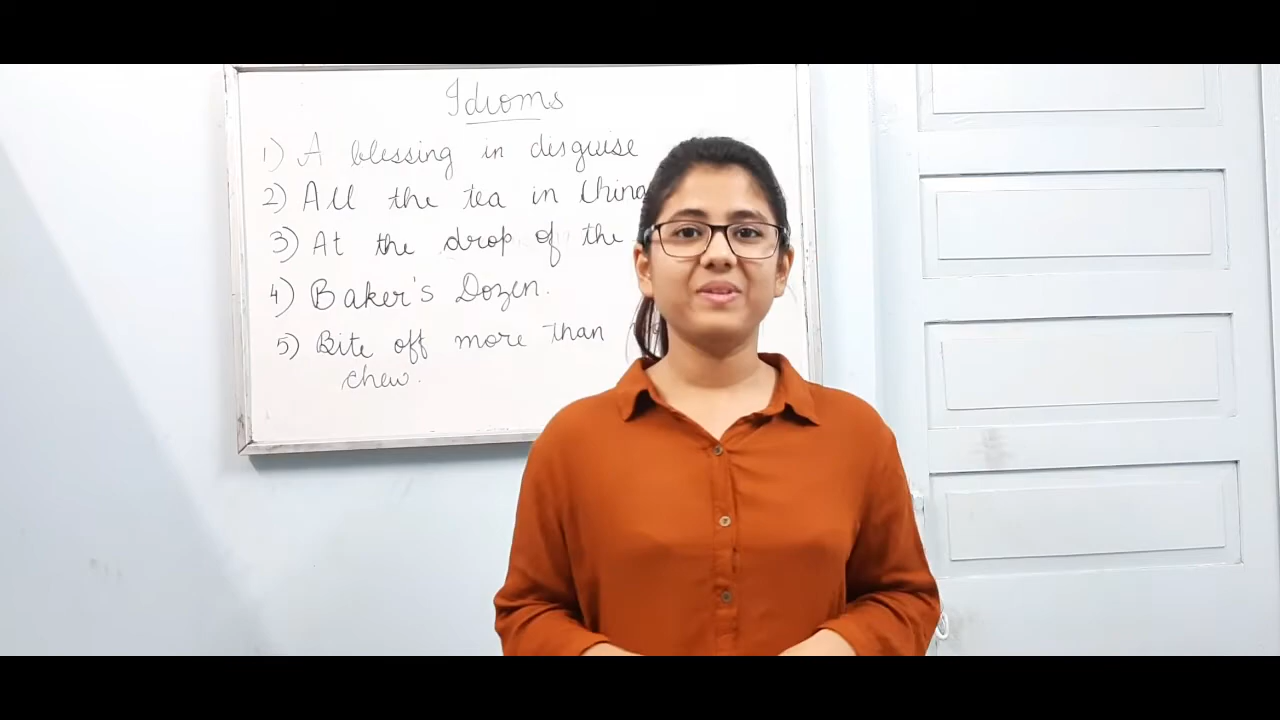 Idioms
1) A blessing in disguise
2) All the tea in China
3) At the drop of the
4) Baker's Dozen.
5) Bite off more than
chew.